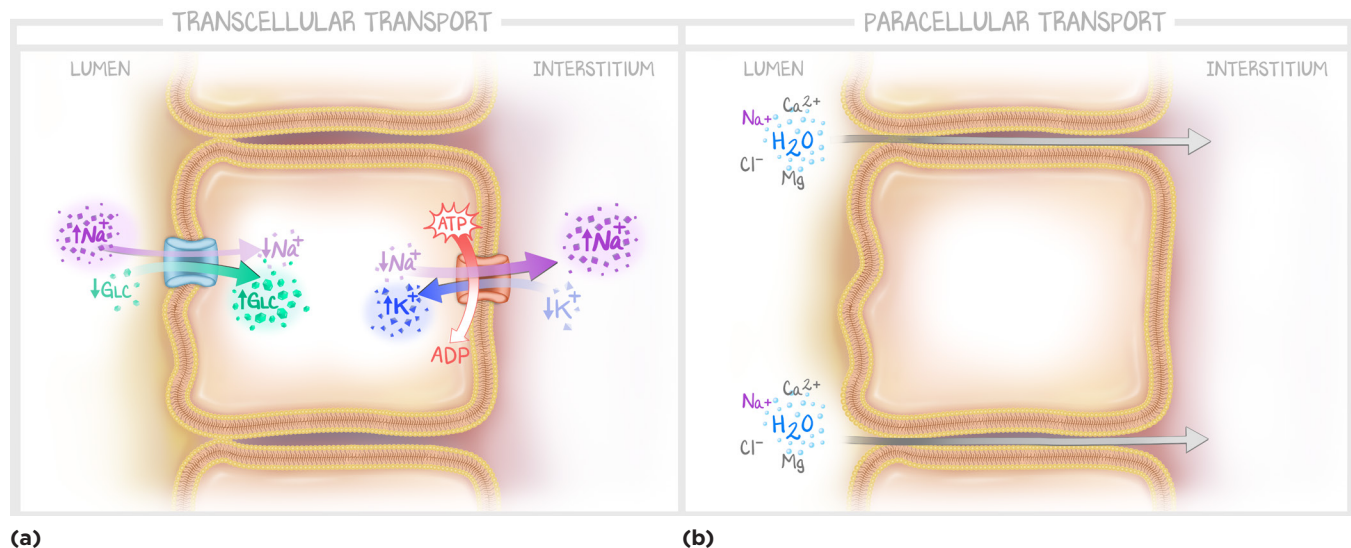 TRANSCELLULAR TRANSPORT
LUMEN
INTERSTITIUM
↑Na+
↓Na+
↓GLC
↑GLC
ATP
↓Na+
↑Na+
↑K+
↓K+
ADP
(a)
PARACELLULAR TRANSPORT
LUMEN
INTERSTITIUM
Ca2+
Na+
H2O
Cl−
Mg
Ca2+
Na+
H2O
Cl−
Mg
(b)